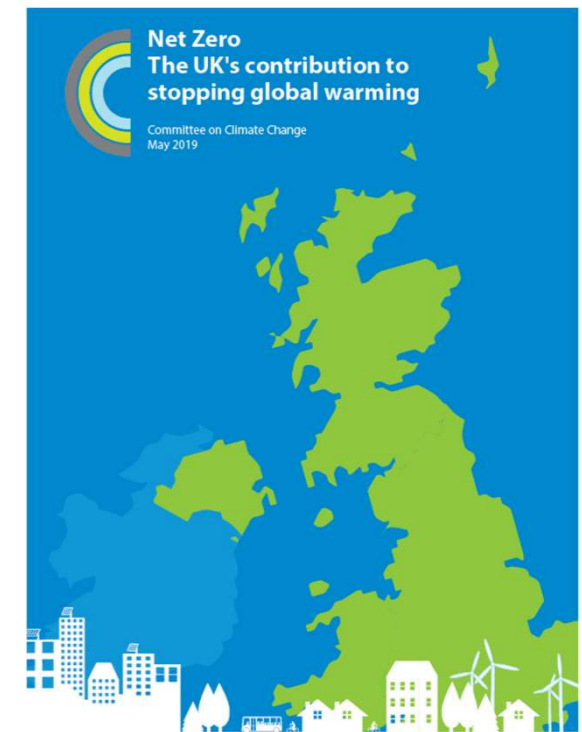 Net Zero
The UK's contribution to
stopping global warming
Committee on Climate Change
May 2019